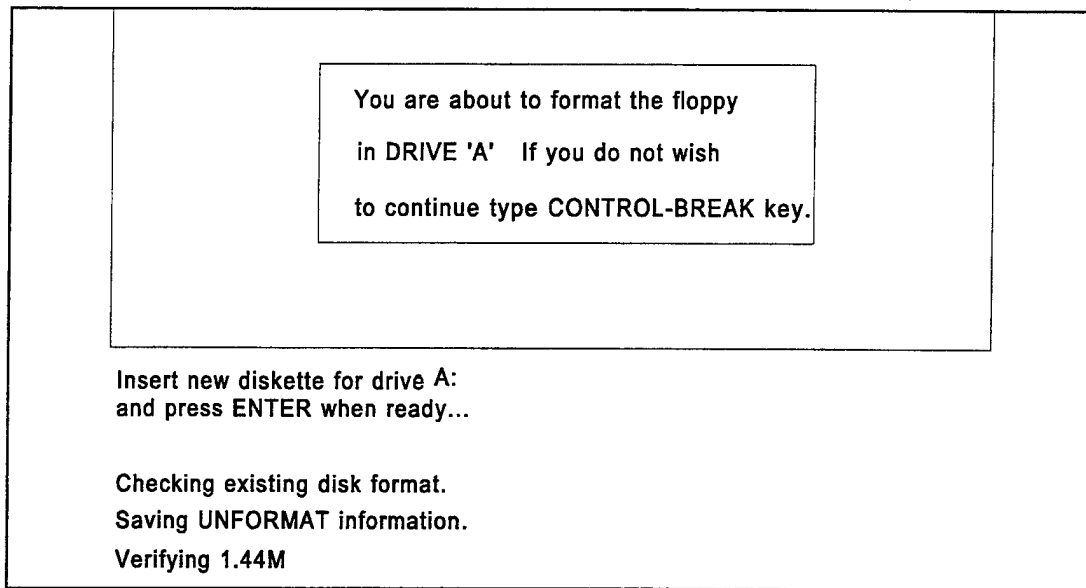 You are about to format the floppy
in DRIVE 'A' If you do not wish
to continue type CONTROL-BREAK key.
Insert new diskette for drive A:
and press ENTER when ready...
Checking existing disk format.
Saving UNFORMAT information.
Verifying 1.44M